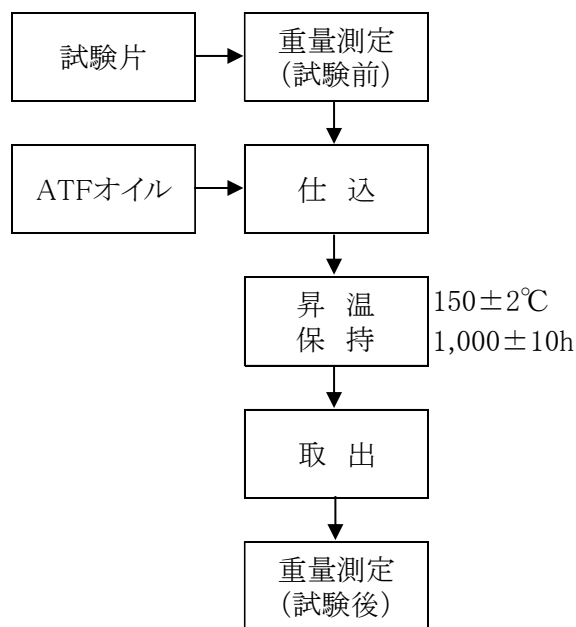 試験片
重量測定
(試験前)
ATFオイル
仕 込
昇 温
保 持
150±2℃
1,000±10h
取 出
重量測定
(試験後)